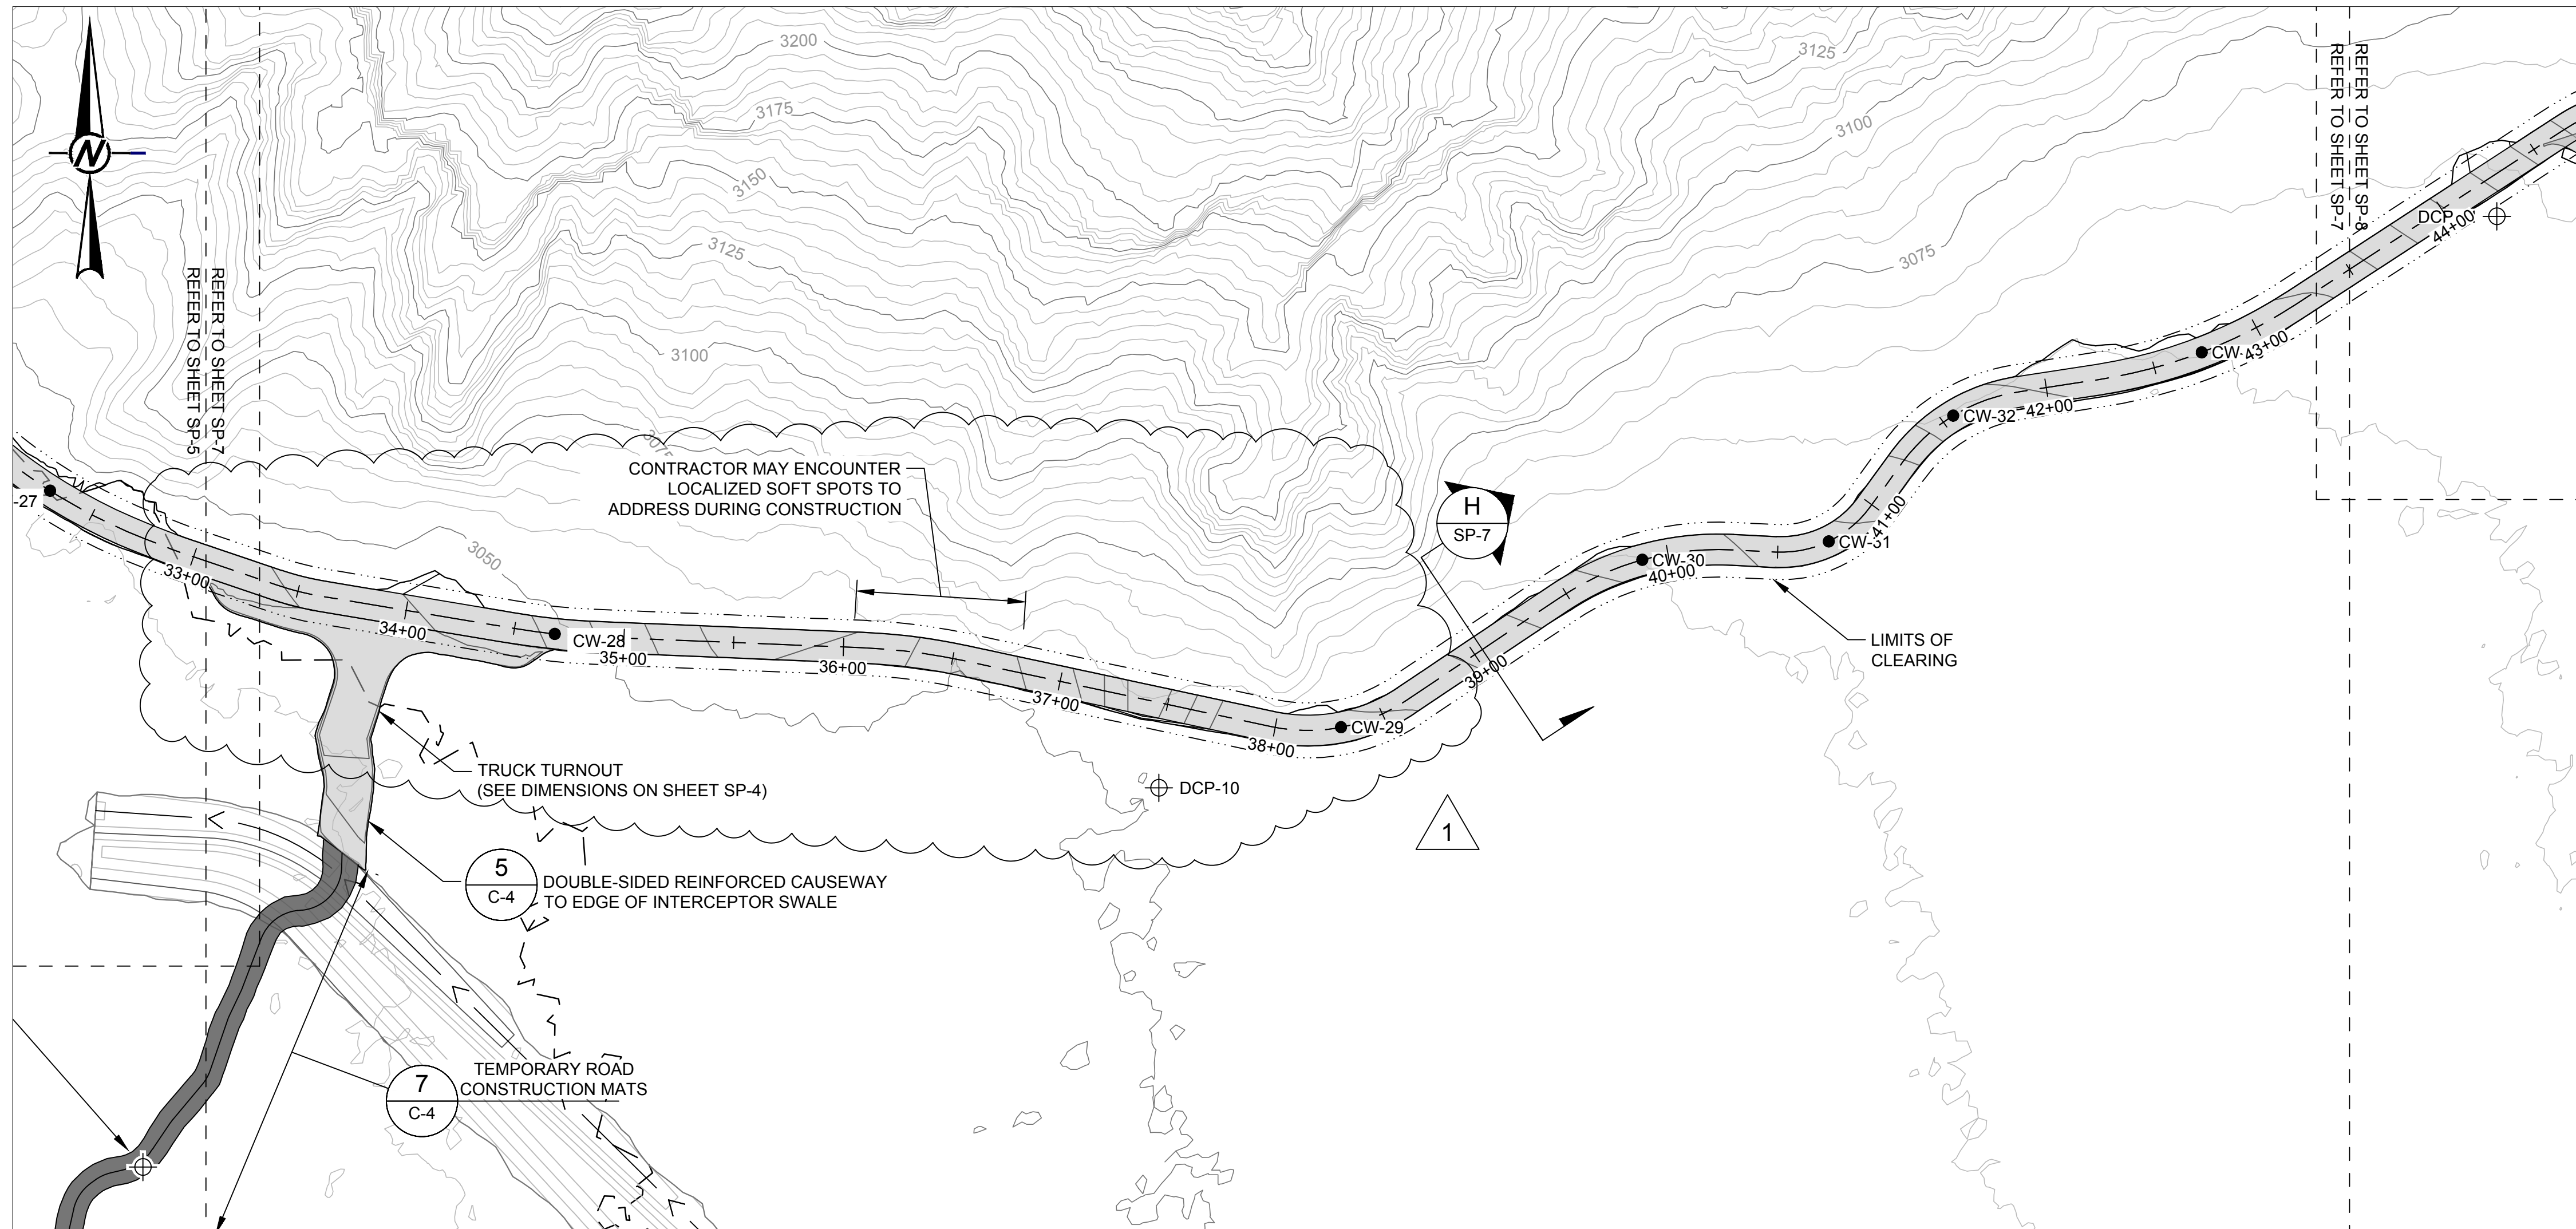 3200
3125
3175
3100
3150
3125
3075
3100
3075
3050
N
REFER TO SHEET SP-7
REFER TO SHEET SP-8
REFER TO SHEET SP-5
REFER TO SHEET SP-7
DCP
44+00
43+00
CW-32
42+00
CONTRACTOR MAY ENCOUNTER
LOCALIZED SOFT SPOTS TO
ADDRESS DURING CONSTRUCTION
-27
33+00
34+00
CW-28
35+00
36+00
37+00
38+00
CW-29
39+00
H
SP-7
CW-30
40+00
CW-31
41+00
LIMITS OF
CLEARING
DCP-10
1
TRUCK TURNOUT
(SEE DIMENSIONS ON SHEET SP-4)
5
C-4
DOUBLE-SIDED REINFORCED CAUSEWAY
TO EDGE OF INTERCEPTOR SWALE
7
C-4
TEMPORARY ROAD
CONSTRUCTION MATS